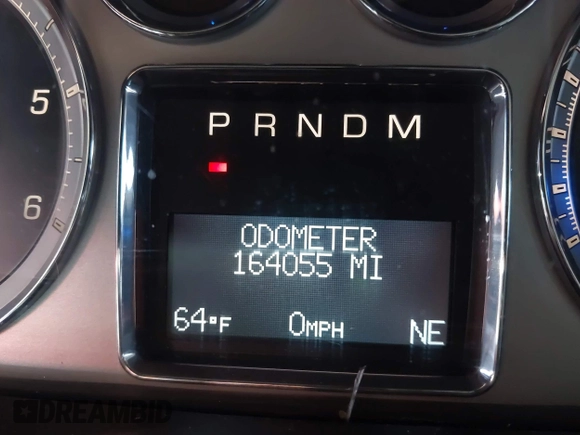 5
6
P R N D M
ODOMETER
164055 MI
64°F 0MPH NE
DREAMBID